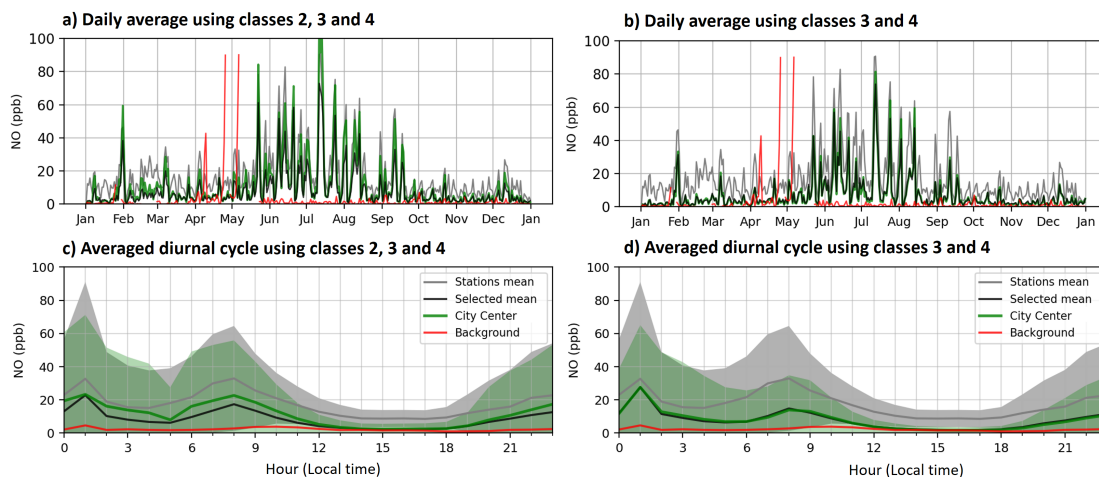 a) Daily average using classes 2, 3 and 4
NO (ppb)
100
80
60
40
20
0
Jan Feb Mar Apr May Jun Jul Aug Sep Oct Nov Dec Jan
b) Daily average using classes 3 and 4
NO (ppb)
100
80
60
40
20
0
Jan Feb Mar Apr May Jun Jul Aug Sep Oct Nov Dec Jan
c) Averaged diurnal cycle using classes 2, 3 and 4
NO (ppb)
100
80
60
40
20
0
Stations mean
Selected mean
City Center
Background
0 3 6 9 12 15 18 21
Hour (Local time)
d) Averaged diurnal cycle using classes 3 and 4
NO (ppb)
100
80
60
40
20
0
Stations mean
Selected mean
City Center
Background
0 3 6 9 12 15 18 21
Hour (Local time)